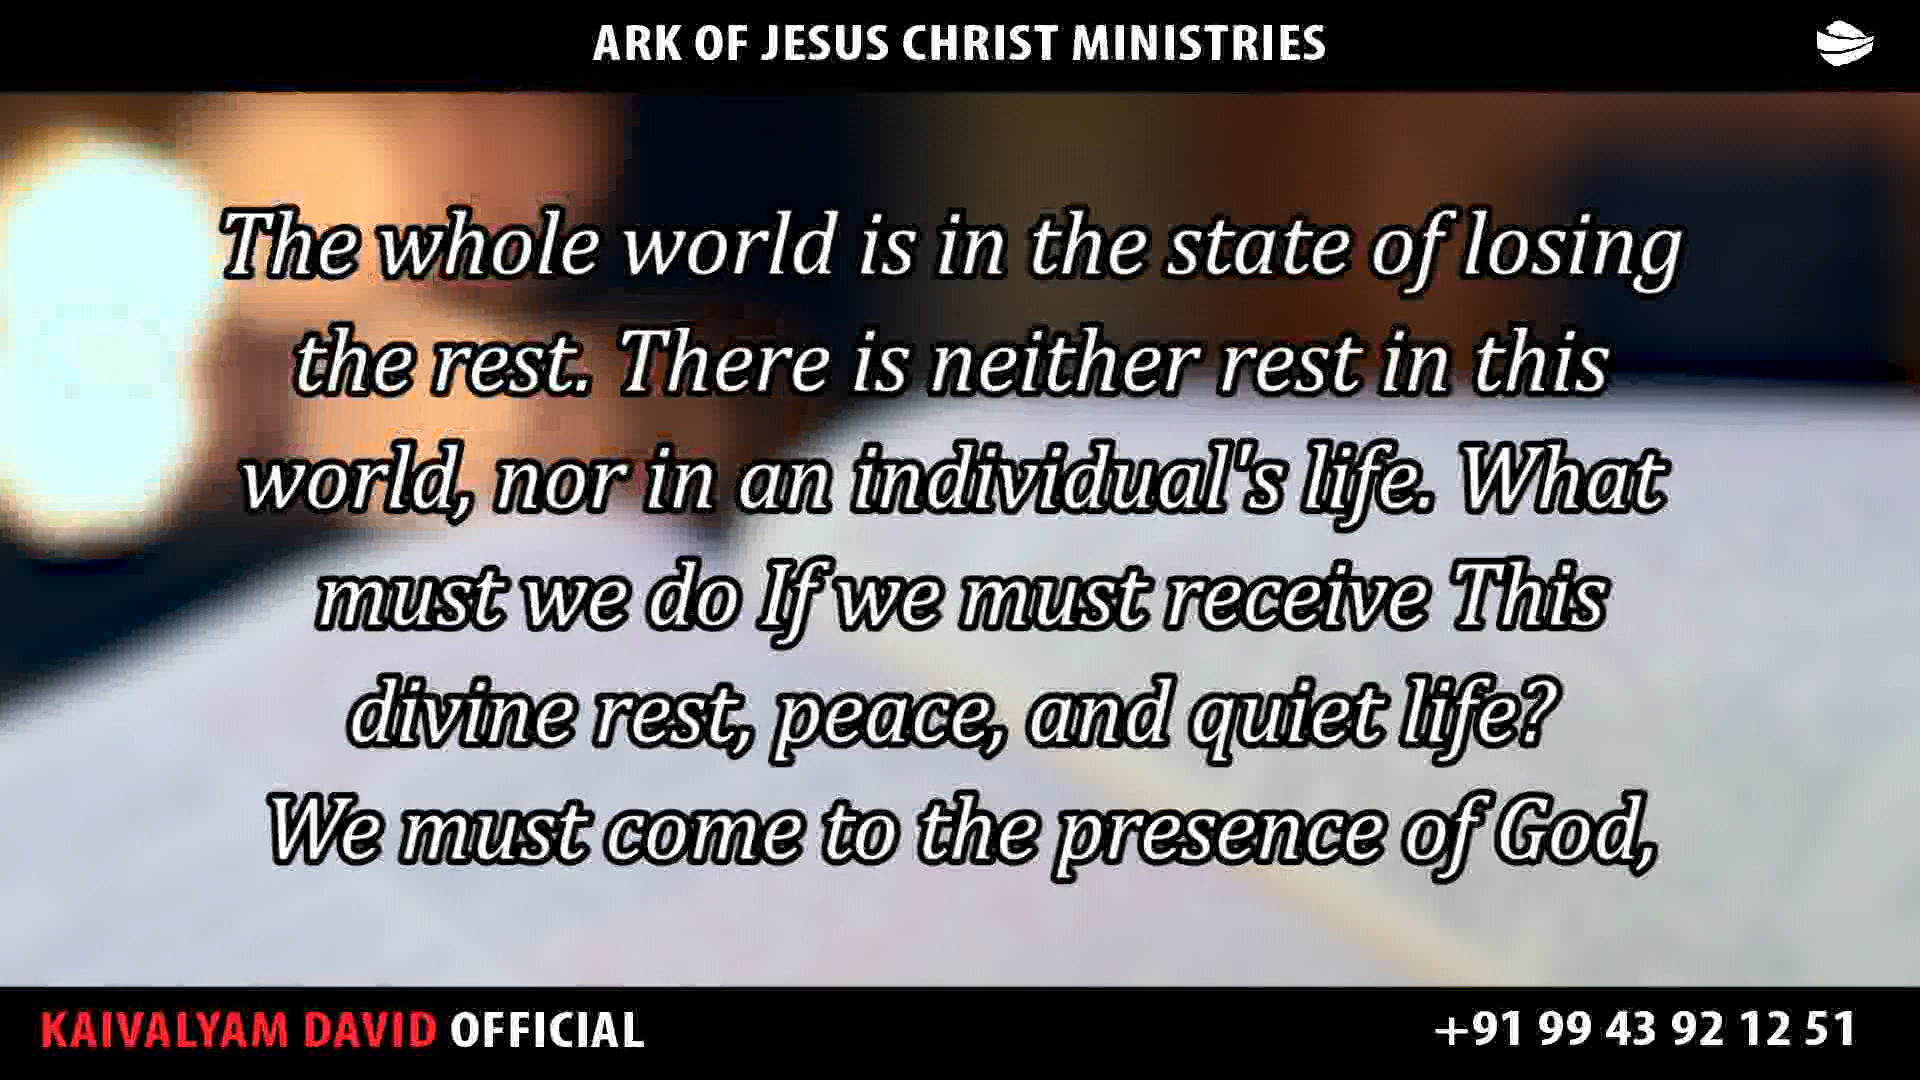 ARK OF JESUS CHRIST MINISTRIES
The whole world is in the state of losing
the rest. There is neither rest in this
world, nor in an individual's life. What
must we do If we must receive This
divine rest, peace, and quiet life?
We must come to the presence of God,
KAIVALYAM DAVID OFFICIAL
+91 99 43 92 12 51